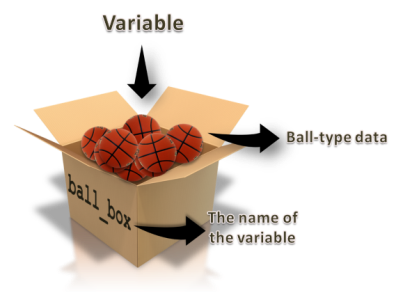 Variable
Ball-type data
ball_box
The name of
the variable